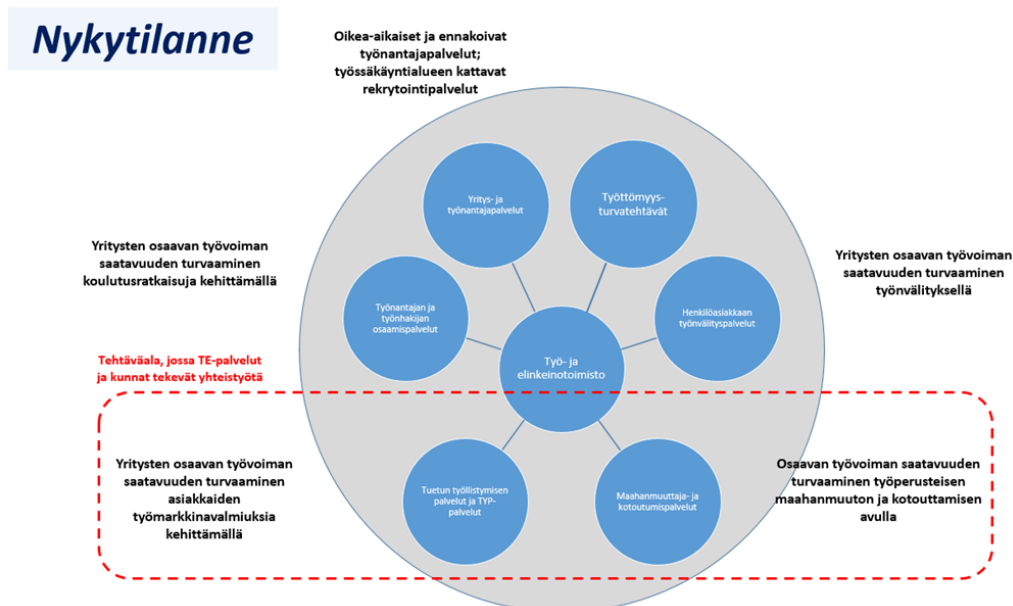 Nykytilanne
Oikea-aikaiset ja ennakoivat
työnantajapalvelut;
työssäkäyntialueen kattavat
rekrytointipalvelut
Yritys- ja
työnantajapalvelut
Työttömyys-
turvatehtävät
Yritysten osaavan työvoiman
saatavuuden turvaaminen
koulutusratkaisuja kehittämällä
Yritysten osaavan työvoiman
saatavuuden turvaaminen
työnvälityksellä
Työnantajan ja
työnhakijan
osaamispalvelut
Henkilöasiakkaan
työnvälityspalvelut
Työ- ja
elinkeinotoimisto
Tehtäväala, jossa TE-palvelut
ja kunnat tekevät yhteistyötä
Yritysten osaavan työvoiman
saatavuuden turvaaminen
asiakkaiden
työmarkkinavalmiuksia
kehittämällä
Tuetun työllistymisen
palvelut ja TYP-
palvelut
Maahanmuuttaja- ja
kotoutumispalvelut
Osaavan työvoiman saatavuuden
turvaaminen työperusteisen
maahanmuuton ja kotouttamisen
avulla